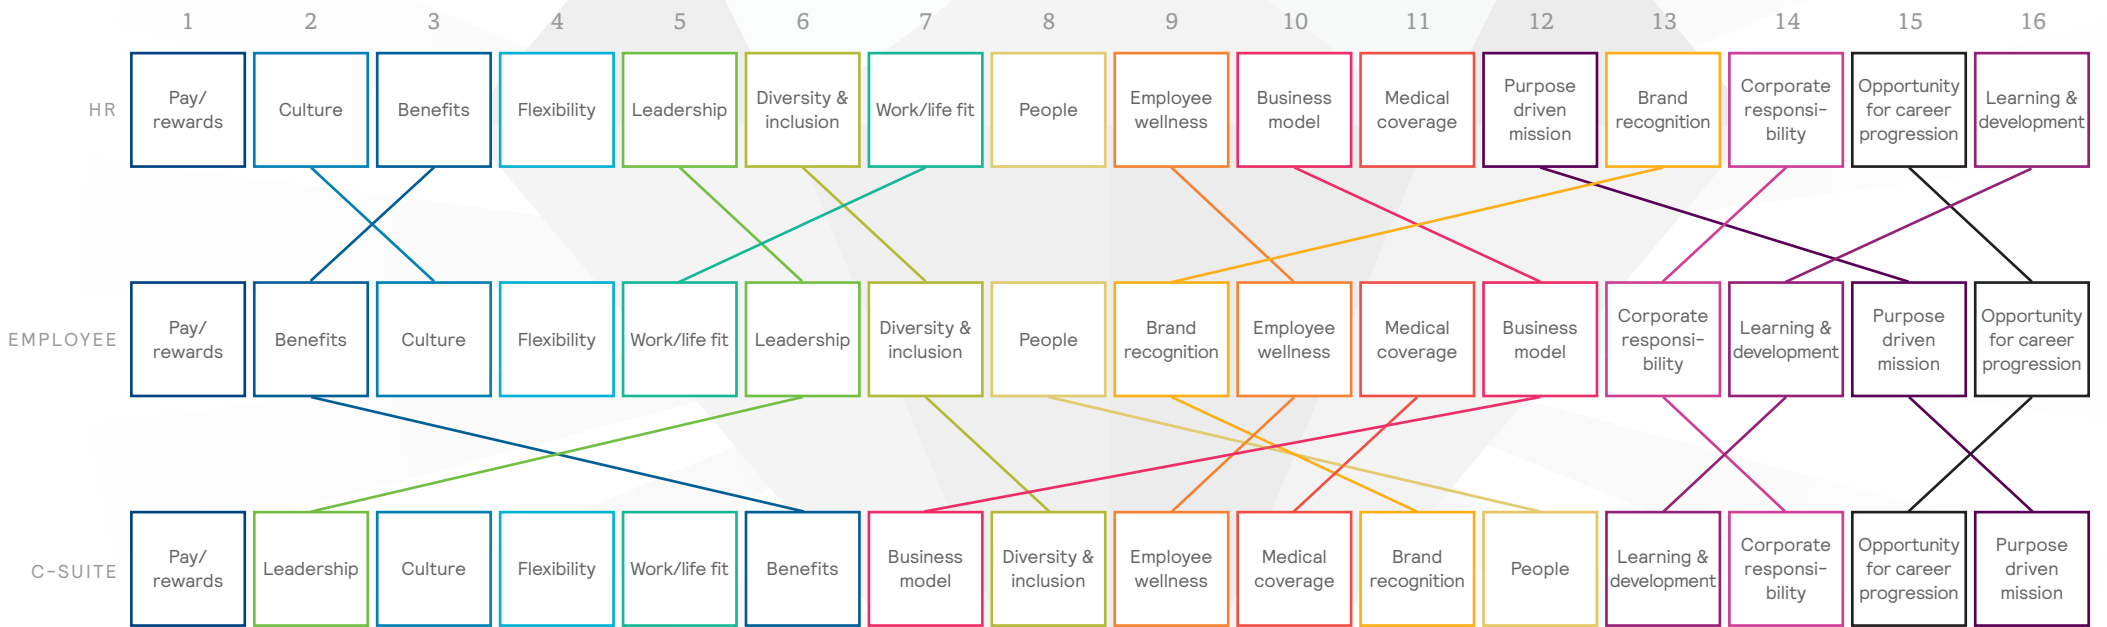 1 2 3 4 5 6 7 8 9 10 11 12 13 14 15 16
HR
Pay/
rewards
Culture
Benefits
Flexibility
Leadership
Diversity &
inclusion
Work/life fit
People
Employee
wellness
Business
model
Medical
coverage
Purpose
driven
mission
Brand
recognition
Corporate
responsi-
bility
Opportunity
for career
progression
Learning &
development
EMPLOYEE
Pay/
rewards
Benefits
Culture
Flexibility
Work/life fit
Leadership
Diversity &
inclusion
People
Brand
recognition
Employee
wellness
Medical
coverage
Business
model
Corporate
responsi-
bility
Learning &
development
Purpose
driven
mission
Opportunity
for career
progression
C-SUITE
Pay/
rewards
Leadership
Culture
Flexibility
Work/life fit
Benefits
Business
model
Diversity &
inclusion
Employee
wellness
Medical
coverage
Brand
recognition
People
Learning &
development
Corporate
responsi-
bility
Opportunity
for career
progression
Purpose
driven
mission